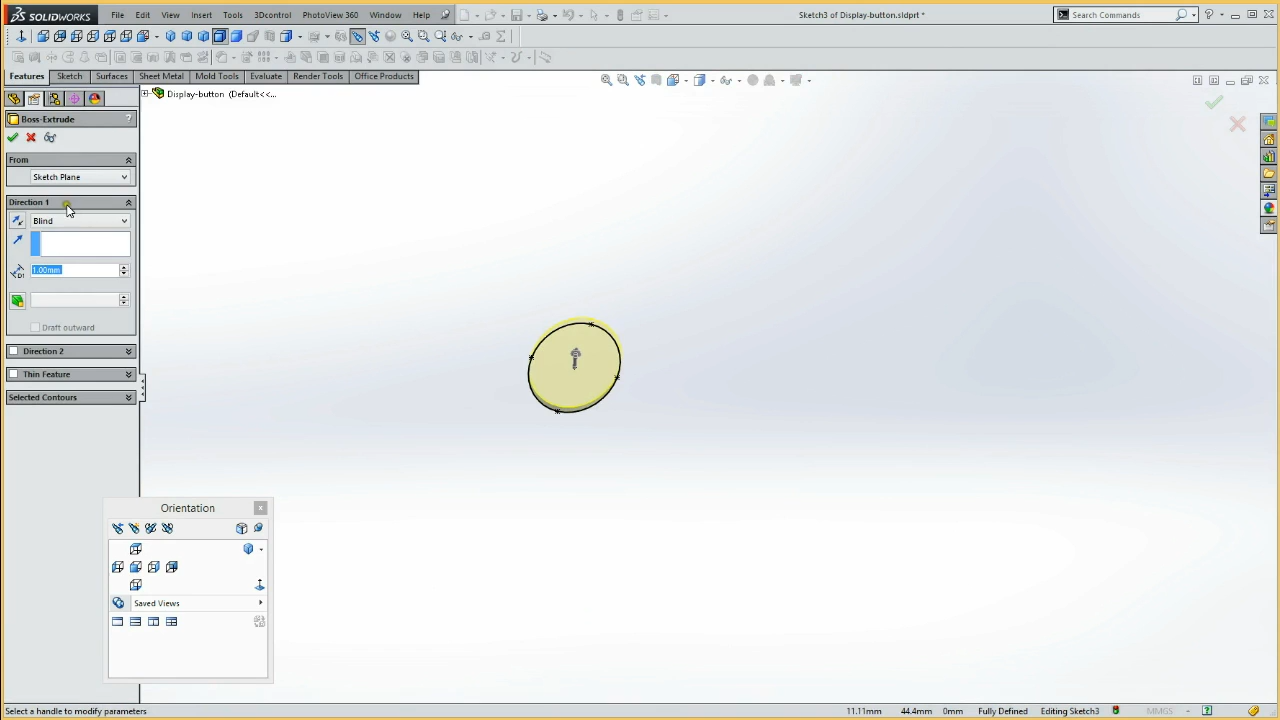 SOLIDWORKS File Edit View Insert Tools 3Dcontrol PhotoView 360 Window Help Sketch3 of Display-button.sldprt * Search Commands
Features Sketch Surfaces Sheet Metal Mold Tools Evaluate Render Tools Office Products
Display-button (Default<<...
Boss-Extrude ?
From
Sketch Plane
Direction 1
Blind
D1 1.00mm
Draft outward
Direction 2
Thin Feature
Selected Contours
Orientation
Saved Views
Select a handle to modify parameters 11.11mm 44.4mm 0mm Fully Defined Editing Sketch3 MMGS